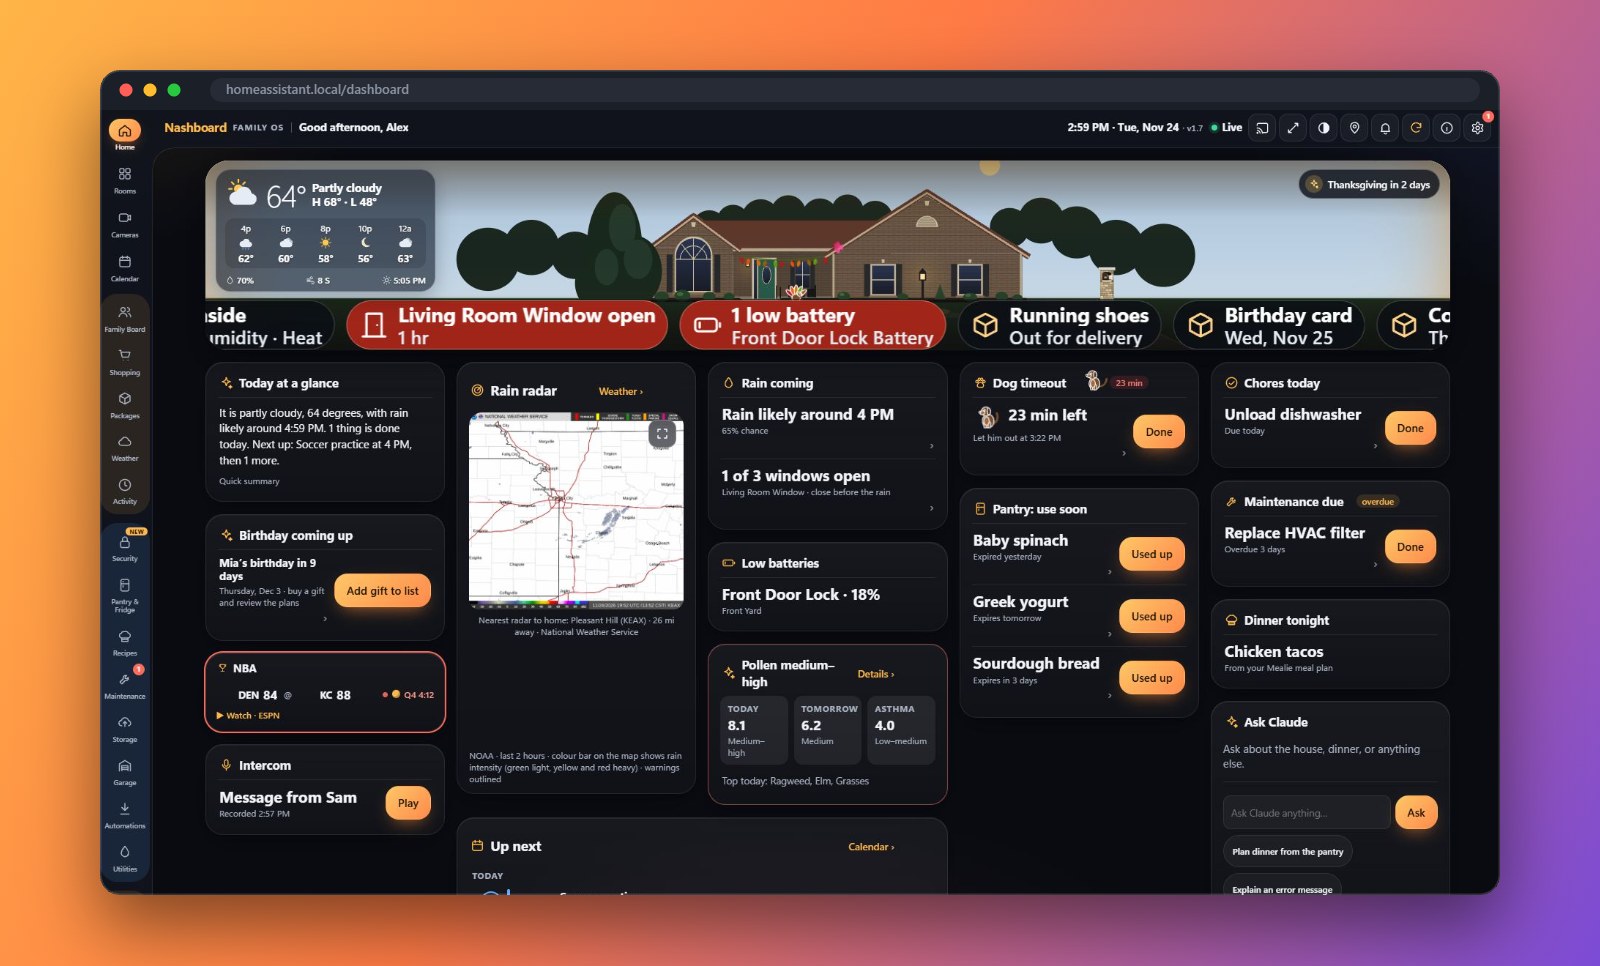 homeassistant.local/dashboard
Nashboard FAMILY OS | Good afternoon, Alex
2:59 PM · Tue, Nov 24 · v1.7 Live
1
Home
Rooms
Cameras
Calendar
Family Board
Shopping
Packages
Weather
Activity
NEW
Security
Pantry & Fridge
Recipes
1
Maintenance
Storage
Garage
Automations
Utilities
64° Partly cloudy
H 68° · L 48°
4p 6p 8p 10p 12a
62° 60° 58° 56° 63°
70% 8 S 5:05 PM
Thanksgiving in 2 days
side
umidity · Heat
Living Room Window open
1 hr
1 low battery
Front Door Lock Battery
Running shoes
Out for delivery
Birthday card
Wed, Nov 25
Co
Th
Today at a glance
It is partly cloudy, 64 degrees, with rain
likely around 4:59 PM. 1 thing is done
today. Next up: Soccer practice at 4 PM,
then 1 more.
Quick summary
Birthday coming up
Mia's birthday in 9
days
Thursday, Dec 3 · buy a gift
and review the plans
Add gift to list
NBA
DEN 84 @ KC 88 Q4 4:12
Watch · ESPN
Intercom
Message from Sam
Recorded 2:57 PM
Play
Rain radar Weather ›
NATIONAL WEATHER SERVICE
Nearest radar to home: Pleasant Hill (KEAX) · 26 mi
away · National Weather Service
NOAA · last 2 hours · colour bar on the map shows rain
intensity (green light, yellow and red heavy) · warnings
outlined
Rain coming
Rain likely around 4 PM
65% chance
1 of 3 windows open
Living Room Window · close before the rain
Low batteries
Front Door Lock · 18%
Front Yard
Pollen medium–
high
Details ›
TODAY TOMORROW ASTHMA
8.1 6.2 4.0
Medium–
high
Medium
Low–medium
Top today: Ragweed, Elm, Grasses
Up next Calendar ›
TODAY
Dog timeout 23 min
23 min left
Let him out at 3:22 PM
Done
Pantry: use soon
Baby spinach
Expired yesterday
Used up
Greek yogurt
Expires tomorrow
Used up
Sourdough bread
Expires in 3 days
Used up
Chores today
Unload dishwasher
Due today
Done
Maintenance due overdue
Replace HVAC filter
Overdue 3 days
Done
Dinner tonight
Chicken tacos
From your Mealie meal plan
Ask Claude
Ask about the house, dinner, or anything
else.
Ask Claude anything...
Ask
Plan dinner from the pantry
Explain an error message